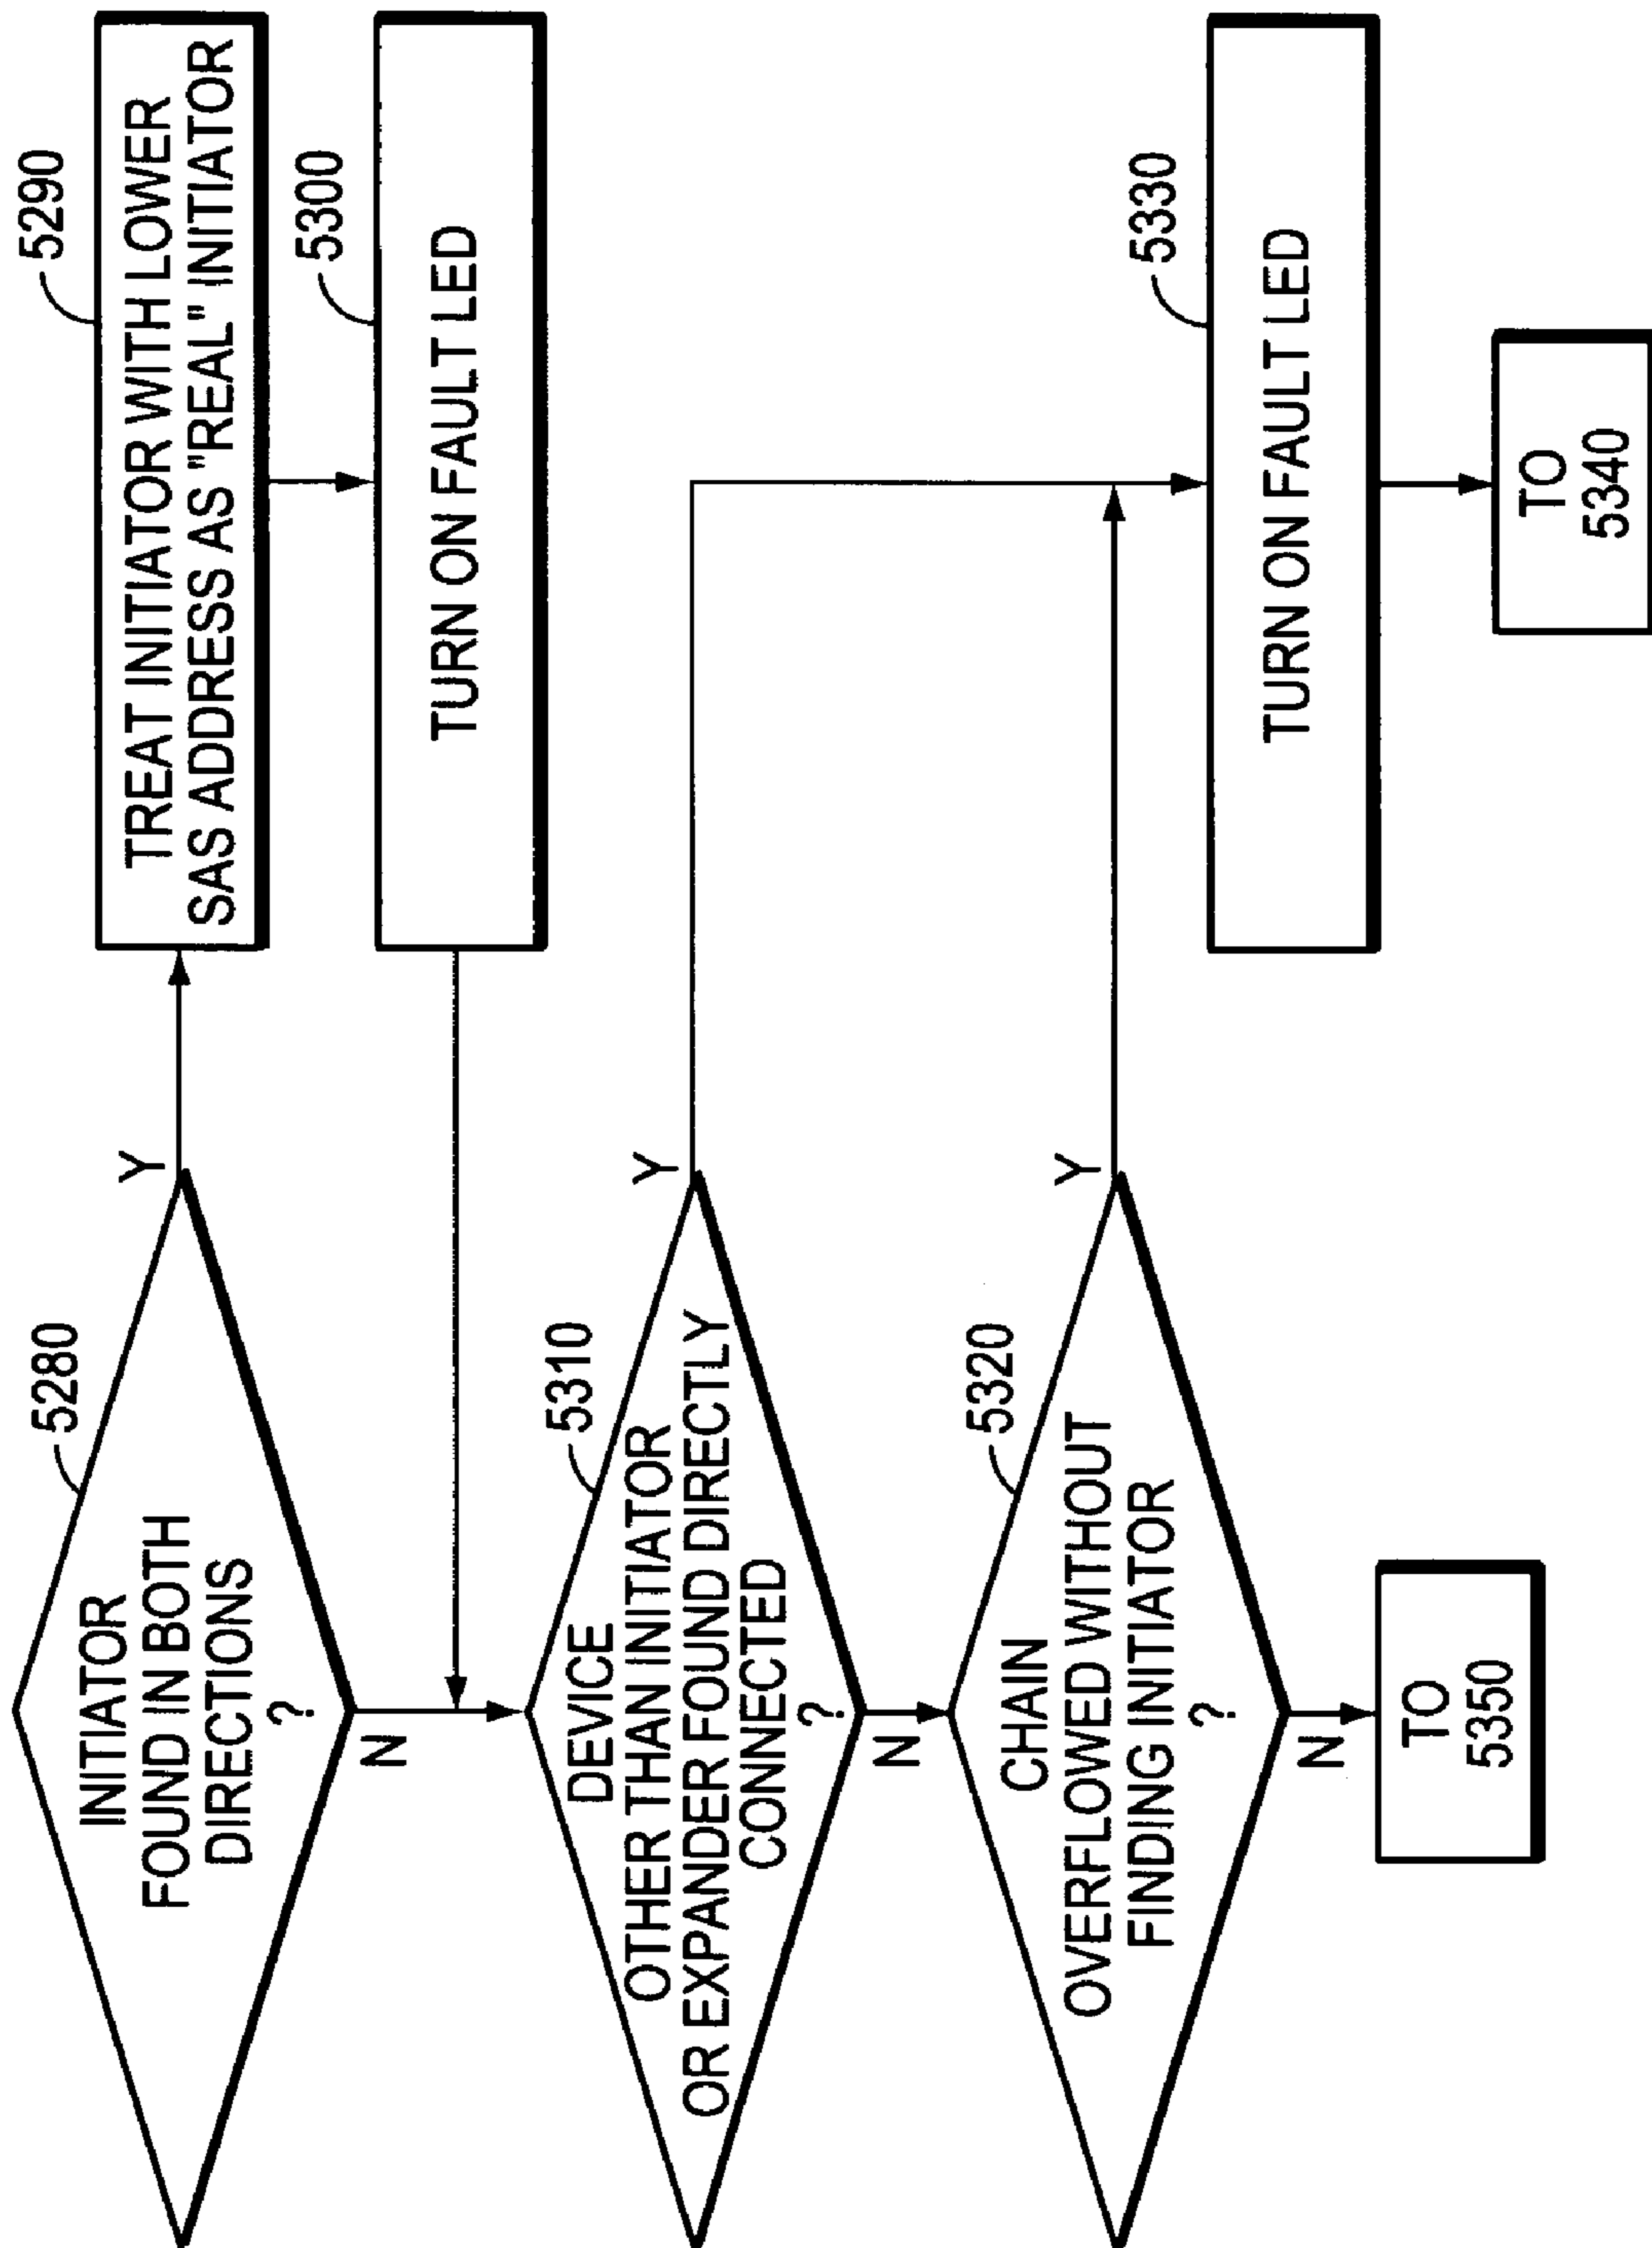 5280
INITIATOR
FOUND IN BOTH
DIRECTIONS
?
Y
N
5290
TREAT INITIATOR WITH LOWER
SAS ADDRESS AS "REAL" INITIATOR
5300
TURN ON FAULT LED
5310
DEVICE
OTHER THAN INITIATOR
OR EXPANDER FOUND DIRECTLY
CONNECTED
?
Y
N
5320
CHAIN
OVERFLOWED WITHOUT
FINDING INITIATOR
?
Y
N
5330
TURN ON FAULT LED
TO
5340
TO
5350